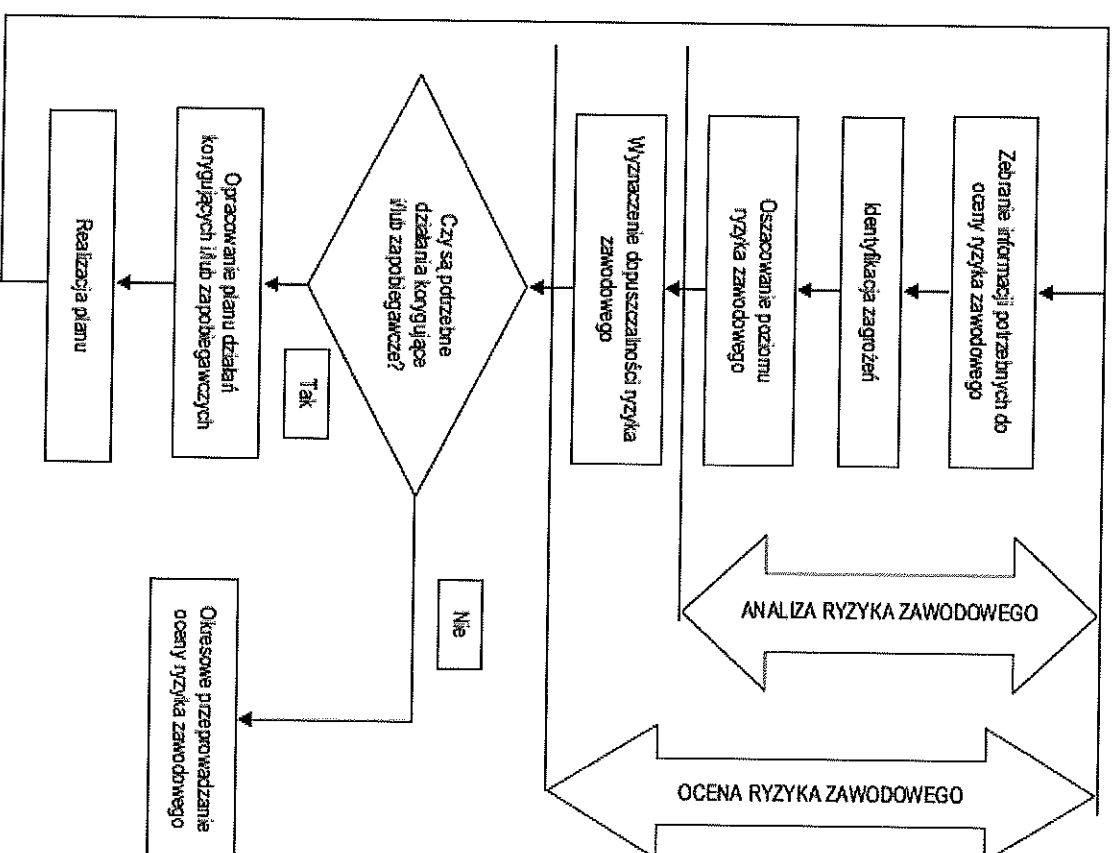 Zebranie informacji potrzebnych do
oceny ryzyka zawodowego
Identyfikacja zagrożeń
Oszacowanie poziomu
ryzyka zawodowego
Wyznaczenie dopuszczalności ryzyka
zawodowego
Czy są potrzebne
działania korygujące
i/lub zapobiegawcze?
Tak
Nie
Opracowanie planu działań
korygujących i/lub zapobiegawczych
Realizacja planu
Okresowe przeprowadzanie
oceny ryzyka zawodowego
ANALIZA RYZYKA ZAWODOWEGO
OCENA RYZYKA ZAWODOWEGO